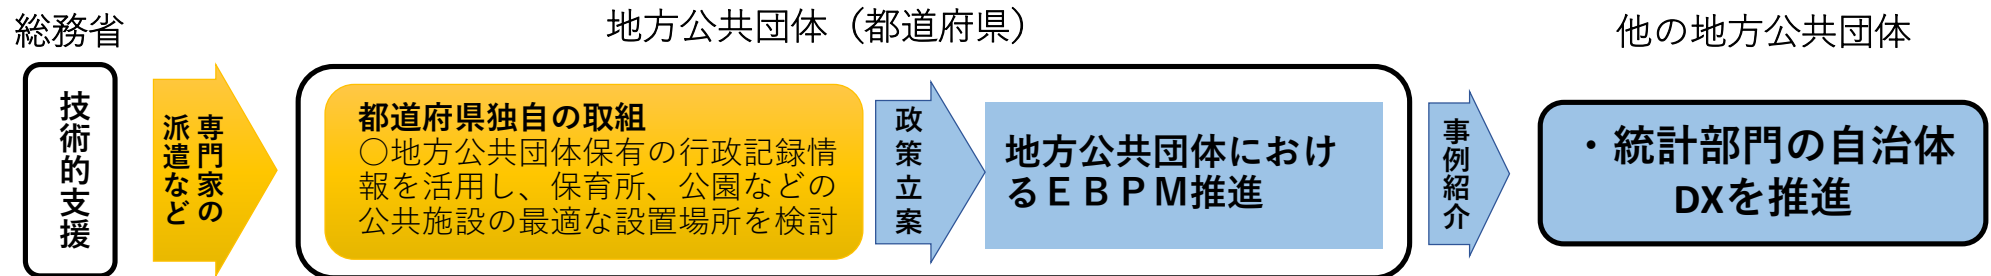 総務省
技術的支援
専門家の
派遣など
地方公共団体（都道府県）
都道府県独自の取組
〇地方公共団体保有の行政記録情
報を活用し、保育所、公園などの
公共施設の最適な設置場所を検討
政策立案
地方公共団体におけ
るＥＢＰＭ推進
事例紹介
他の地方公共団体
・統計部門の自治体
DXを推進